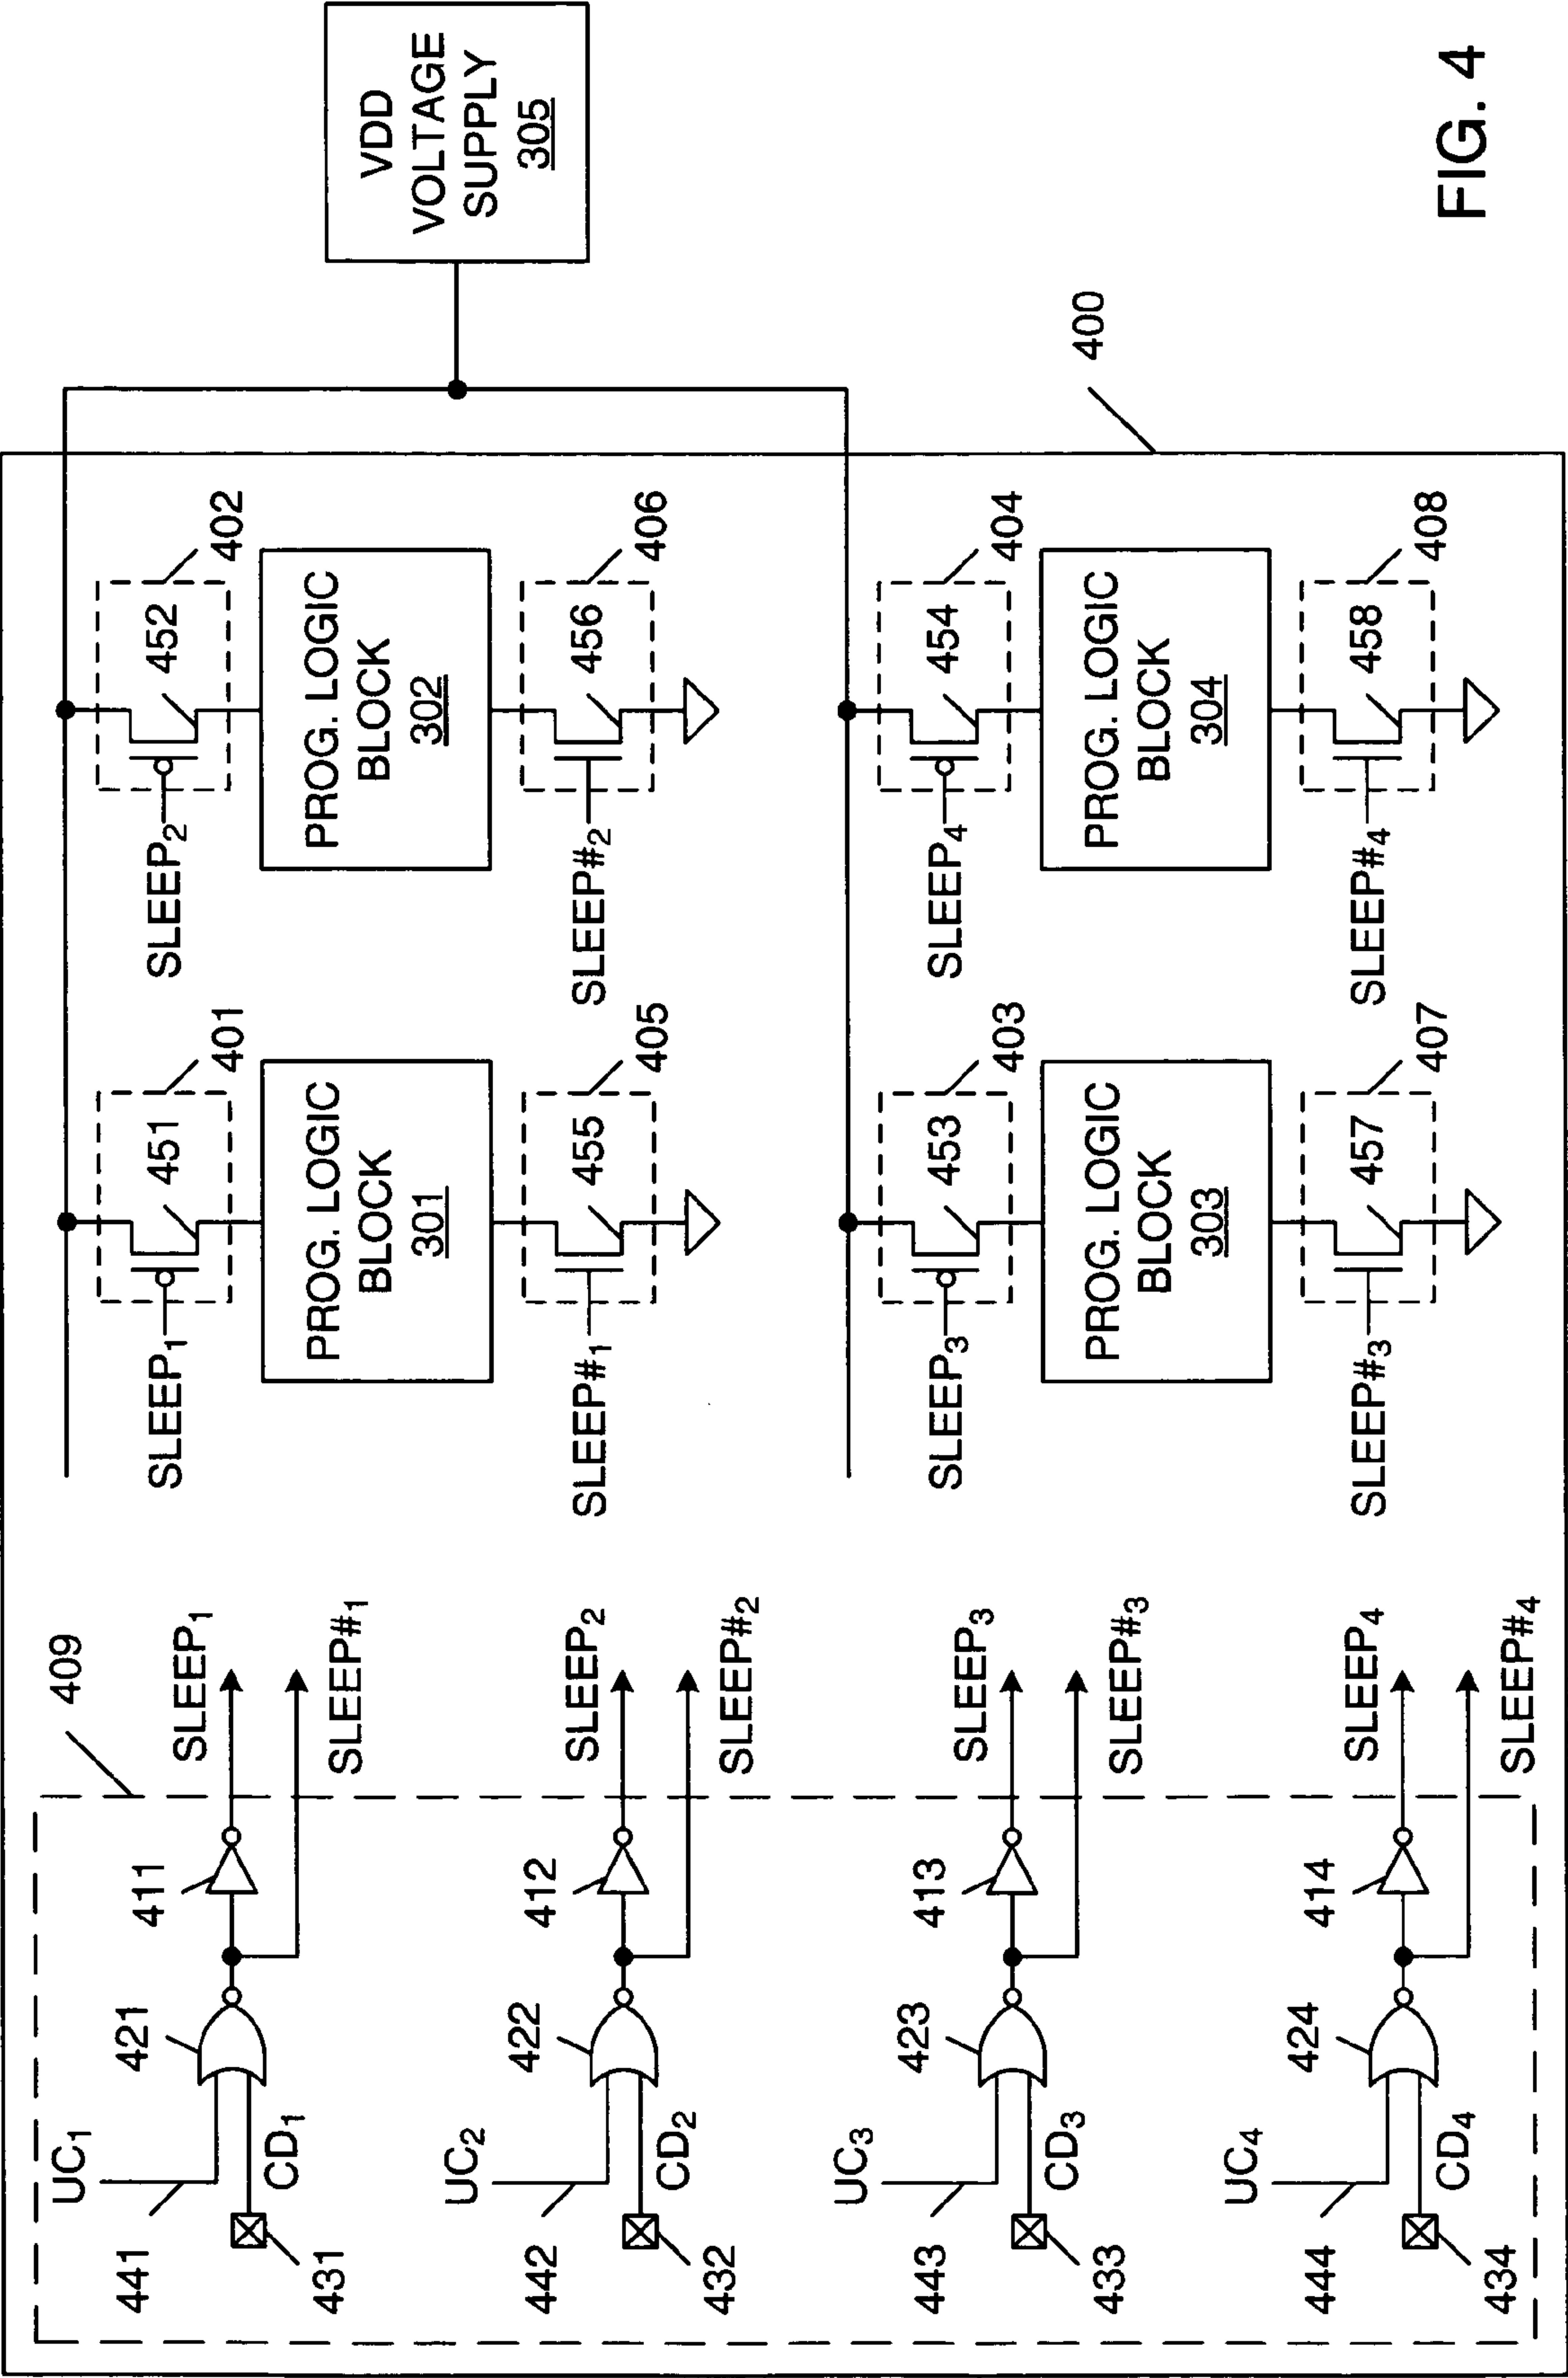 409
UC₁
441
CD₁
431
421
411
SLEEP₁
SLEEP#₁
UC₂
442
CD₂
432
422
412
SLEEP₂
SLEEP#₂
UC₃
443
CD₃
433
423
413
SLEEP₃
SLEEP#₃
UC₄
444
CD₄
434
424
414
SLEEP₄
SLEEP#₄
SLEEP₁
451
401
PROG. LOGIC
BLOCK
301
SLEEP#₁
455
405
SLEEP₂
452
402
PROG. LOGIC
BLOCK
302
SLEEP#₂
456
406
SLEEP₃
453
403
PROG. LOGIC
BLOCK
303
SLEEP#₃
457
407
SLEEP₄
454
404
PROG. LOGIC
BLOCK
304
SLEEP#₄
458
408
VDD
VOLTAGE
SUPPLY
305
400
FIG. 4